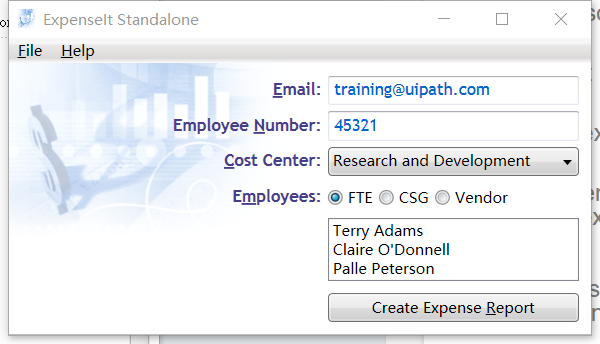 ExpenseIt Standalone
File Help
Email: training@uipath.com
Employee Number: 45321
Cost Center: Research and Development
Employees: FTE CSG Vendor
Terry Adams
Claire O'Donnell
Palle Peterson
Create Expense Report